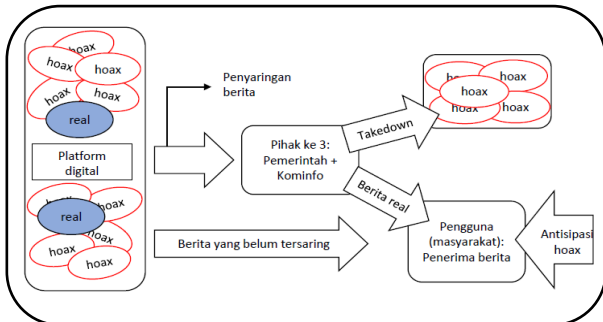 hoax
hoax
hoax
hoax
hoax
real
Platform
digital
real
hoax
hoax
hoax
hoax
Penyaringan
berita
Pihak ke 3:
Pemerintah +
Kominfo
Takedown
Berita real
hoax
hoax
hoax
hoax
Berita yang belum tersaring
Pengguna
(masyarakat):
Penerima berita
Antisipasi
hoax